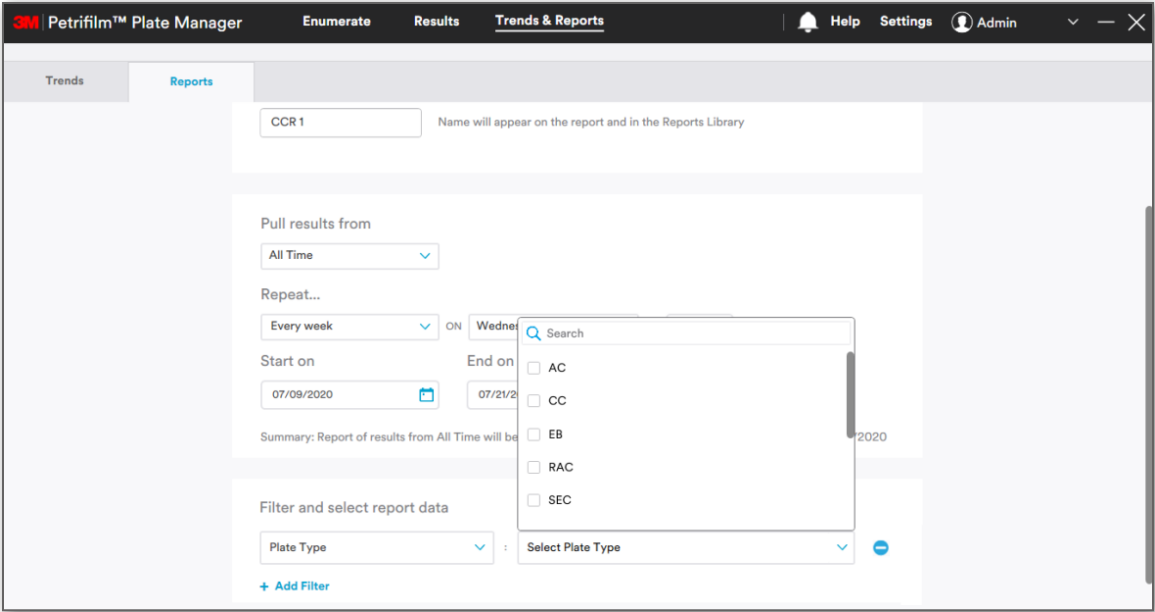 3M Petrifilm™ Plate Manager Enumerate Results Trends & Reports Help Settings Admin
Trends Reports
CCR 1 Name will appear on the report and in the Reports Library
Pull results from
All Time
Repeat...
Every week ON
Search
Start on End on
AC
07/09/2020
CC
Summary: Report of results from All Time will be /2020
EB
RAC
SEC
Filter and select report data
Plate Type : Select Plate Type
+ Add Filter